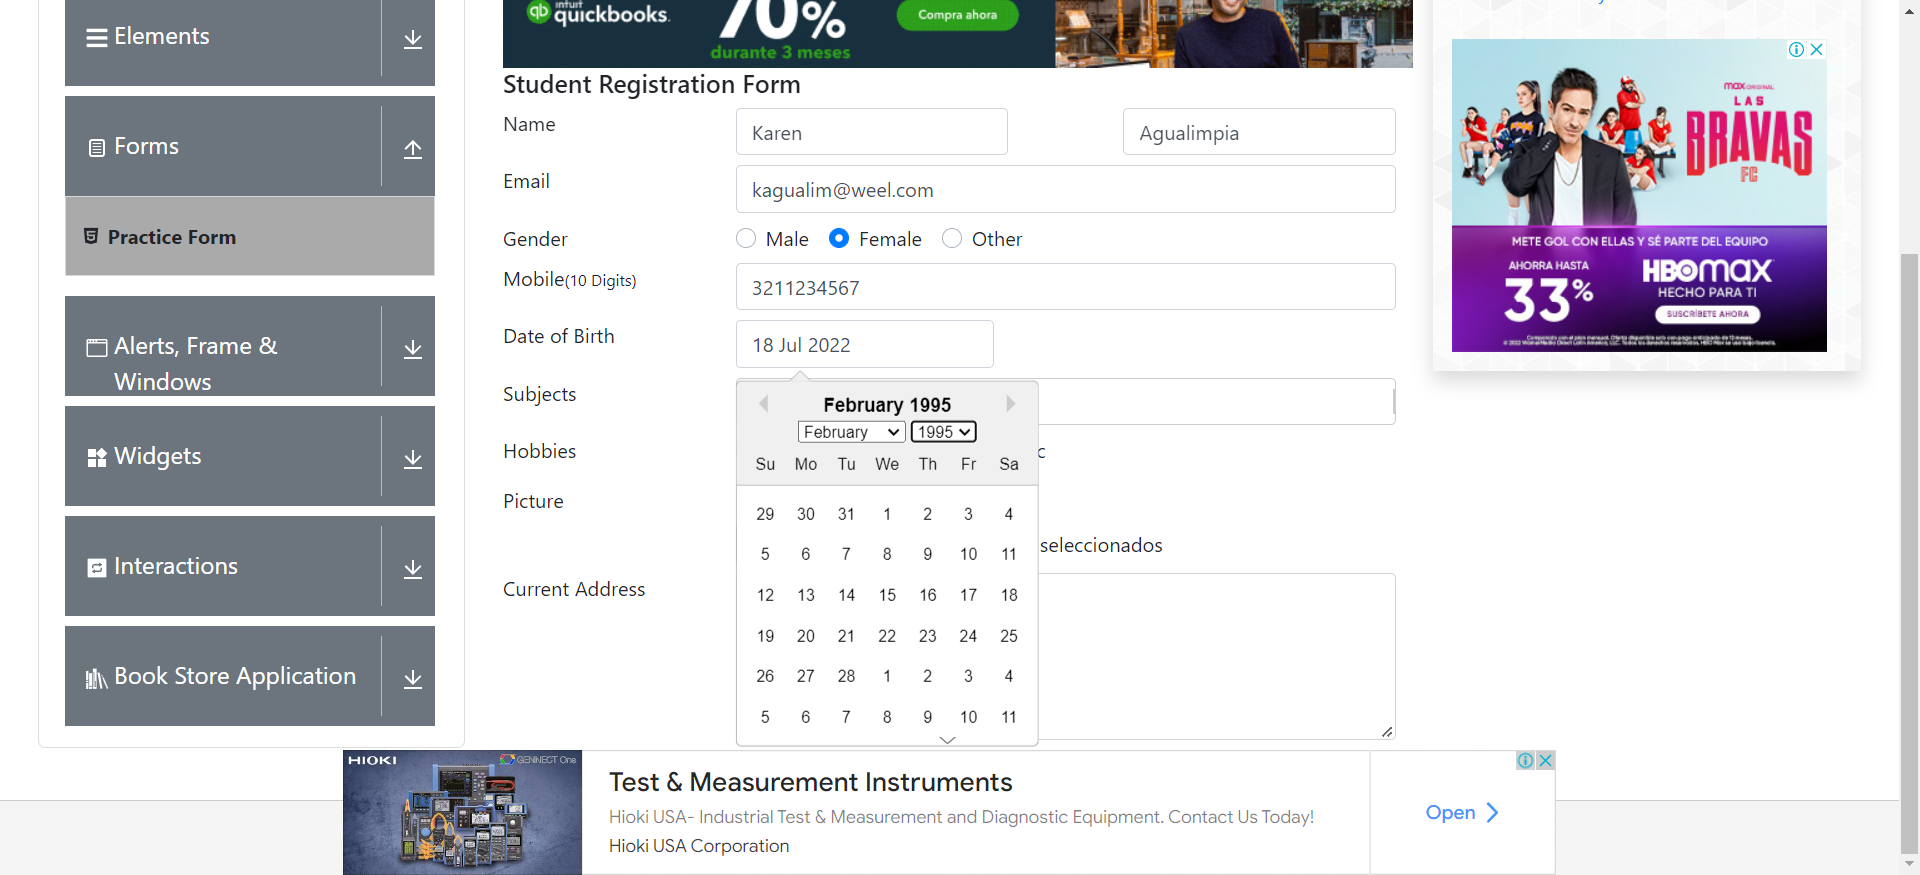 Elements
Forms
Practice Form
Alerts, Frame &
Windows
Widgets
Interactions
Book Store Application
intuit
quickbooks.
70%
durante 3 meses
Compra ahora
Student Registration Form
Name
Karen
Agualimpia
Email
kagualim@weel.com
Gender
Male
Female
Other
Mobile(10 Digits)
3211234567
Date of Birth
18 Jul 2022
Subjects
Hobbies
c
Picture
seleccionados
Current Address
February 1995
February
1995
Su Mo Tu We Th Fr Sa
29 30 31 1 2 3 4
5 6 7 8 9 10 11
12 13 14 15 16 17 18
19 20 21 22 23 24 25
26 27 28 1 2 3 4
5 6 7 8 9 10 11
max ORIGINAL
LAS
BRAVAS
FC
METE GOL CON ELLAS Y SÉ PARTE DEL EQUIPO
AHORRA HASTA
33%
HBOmax
HECHO PARA TI
SUSCRÍBETE AHORA
HIOKI
GENNECT One
Test & Measurement Instruments
Hioki USA- Industrial Test & Measurement and Diagnostic Equipment. Contact Us Today!
Hioki USA Corporation
Open